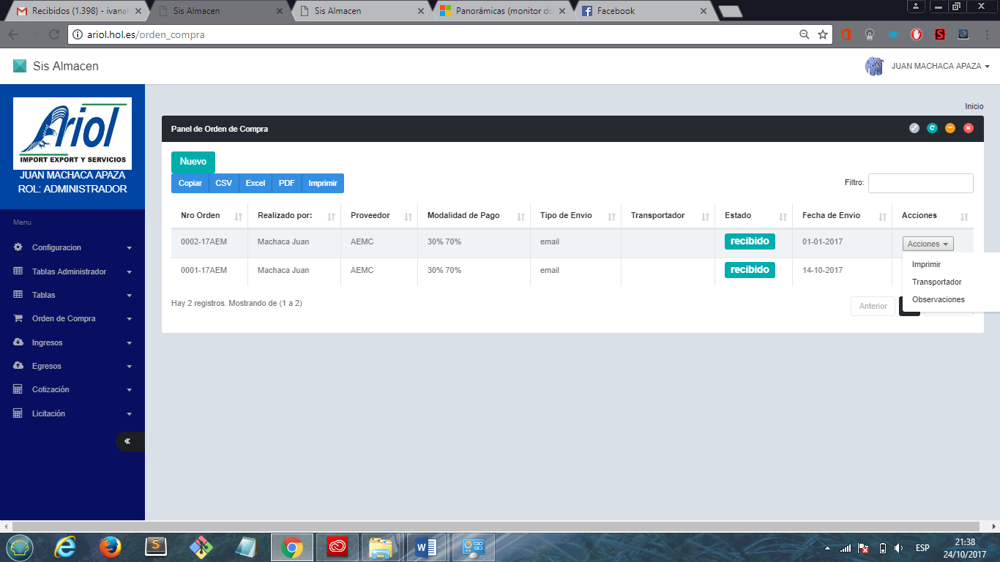 Recibidos (1.398) - ivanal
Sis Almacen
Sis Almacen
Panorámicas (monitor do
Facebook
ariol.hol.es/orden_compra
Sis Almacen
JUAN MACHACA APAZA
Ariol
IMPORT EXPORT Y SERVICIOS
JUAN MACHACA APAZA
ROL: ADMINISTRADOR
Menu
Configuracion
Tablas Administrador
Tablas
Orden de Compra
Ingresos
Egresos
Cotización
Licitación
Inicio
Panel de Orden de Compra
Nuevo
Copiar CSV Excel PDF Imprimir
Filtro:
Nro Orden Realizado por: Proveedor Modalidad de Pago Tipo de Envio Transportador Estado Fecha de Envio Acciones
0002-17AEM Machaca Juan AEMC 30% 70% email recibido 01-01-2017 Acciones
0001-17AEM Machaca Juan AEMC 30% 70% email recibido 14-10-2017
Imprimir
Transportador
Observaciones
Hay 2 registros. Mostrando de (1 a 2)
Anterior
ESP
21:38
24/10/2017